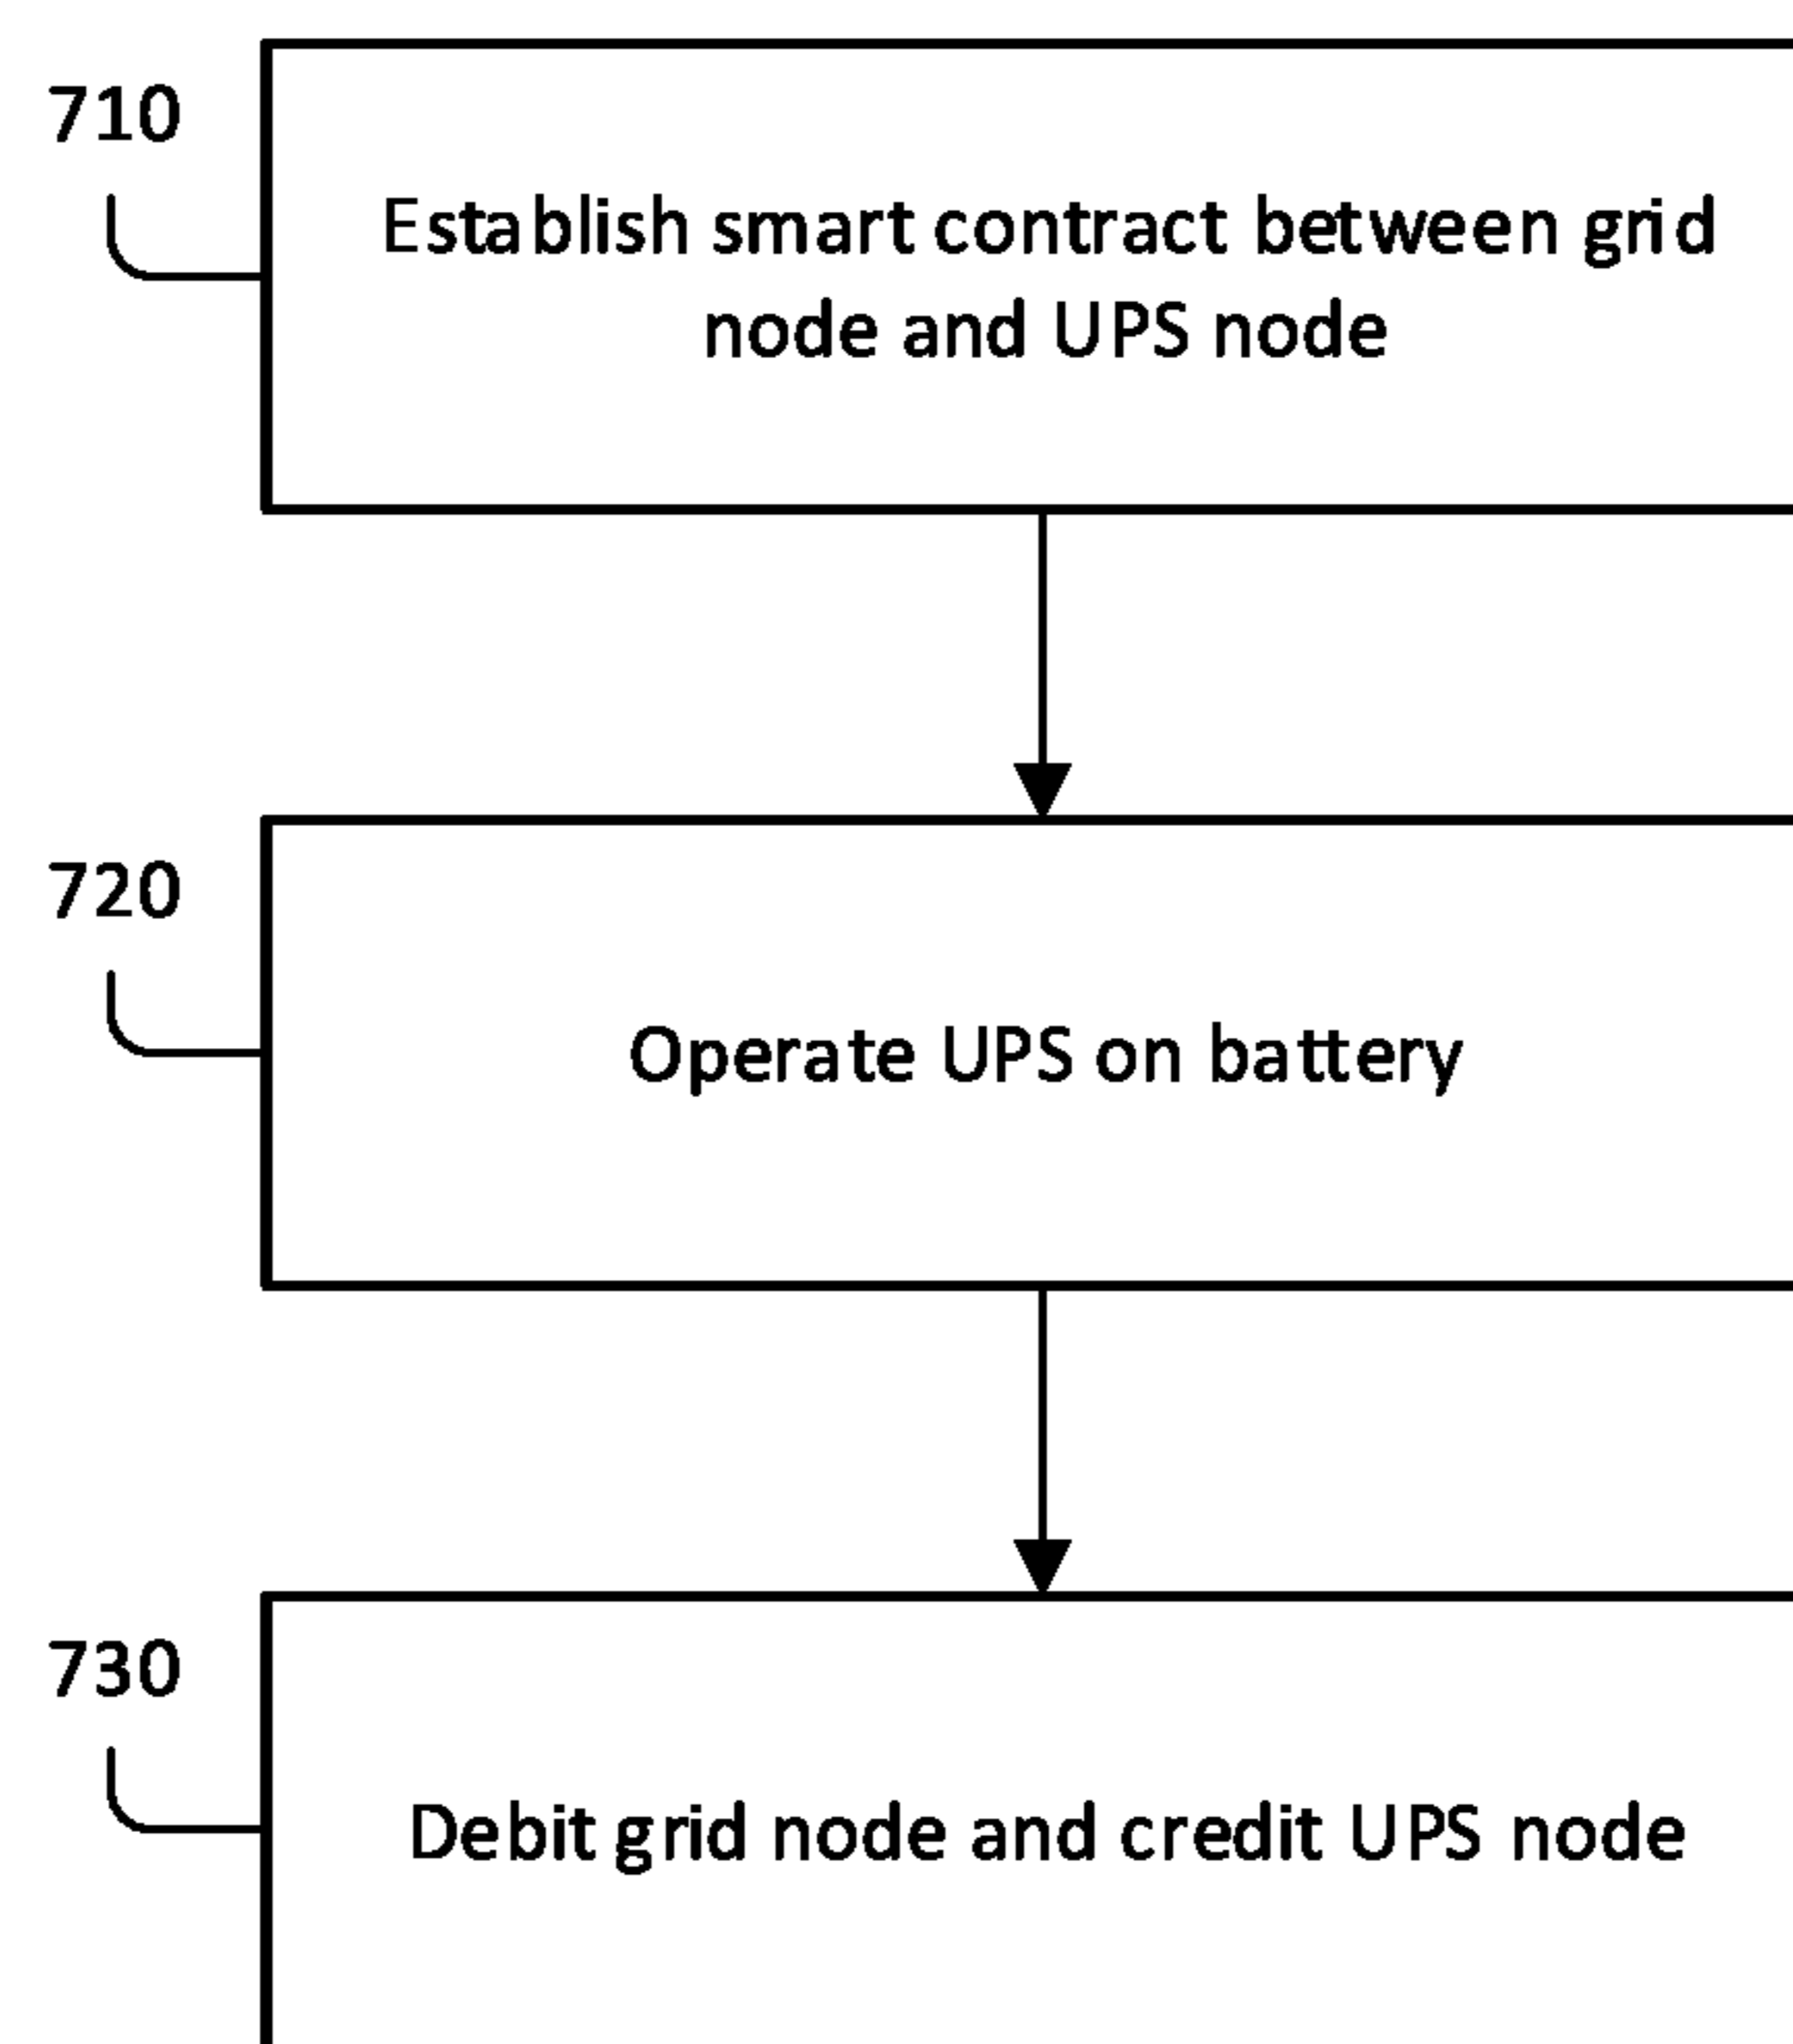 710
Establish smart contract between grid
node and UPS node
720
Operate UPS on battery
730
Debit grid node and credit UPS node